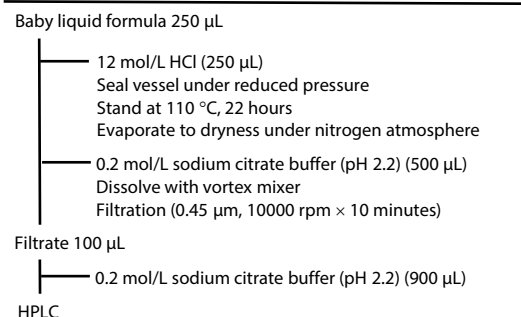 Baby liquid formula 250 µL
12 mol/L HCl (250 µL)
Seal vessel under reduced pressure
Stand at 110 °C, 22 hours
Evaporate to dryness under nitrogen atmosphere
0.2 mol/L sodium citrate buffer (pH 2.2) (500 µL)
Dissolve with vortex mixer
Filtration (0.45 µm, 10000 rpm × 10 minutes)
Filtrate 100 µL
0.2 mol/L sodium citrate buffer (pH 2.2) (900 µL)
HPLC